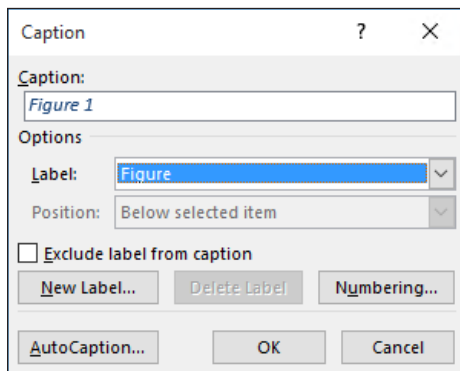 Caption ?
Caption:
Figure 1
Options
Label: Figure
Position: Below selected item
Exclude label from caption
New Label... Delete Label Numbering...
AutoCaption... OK Cancel